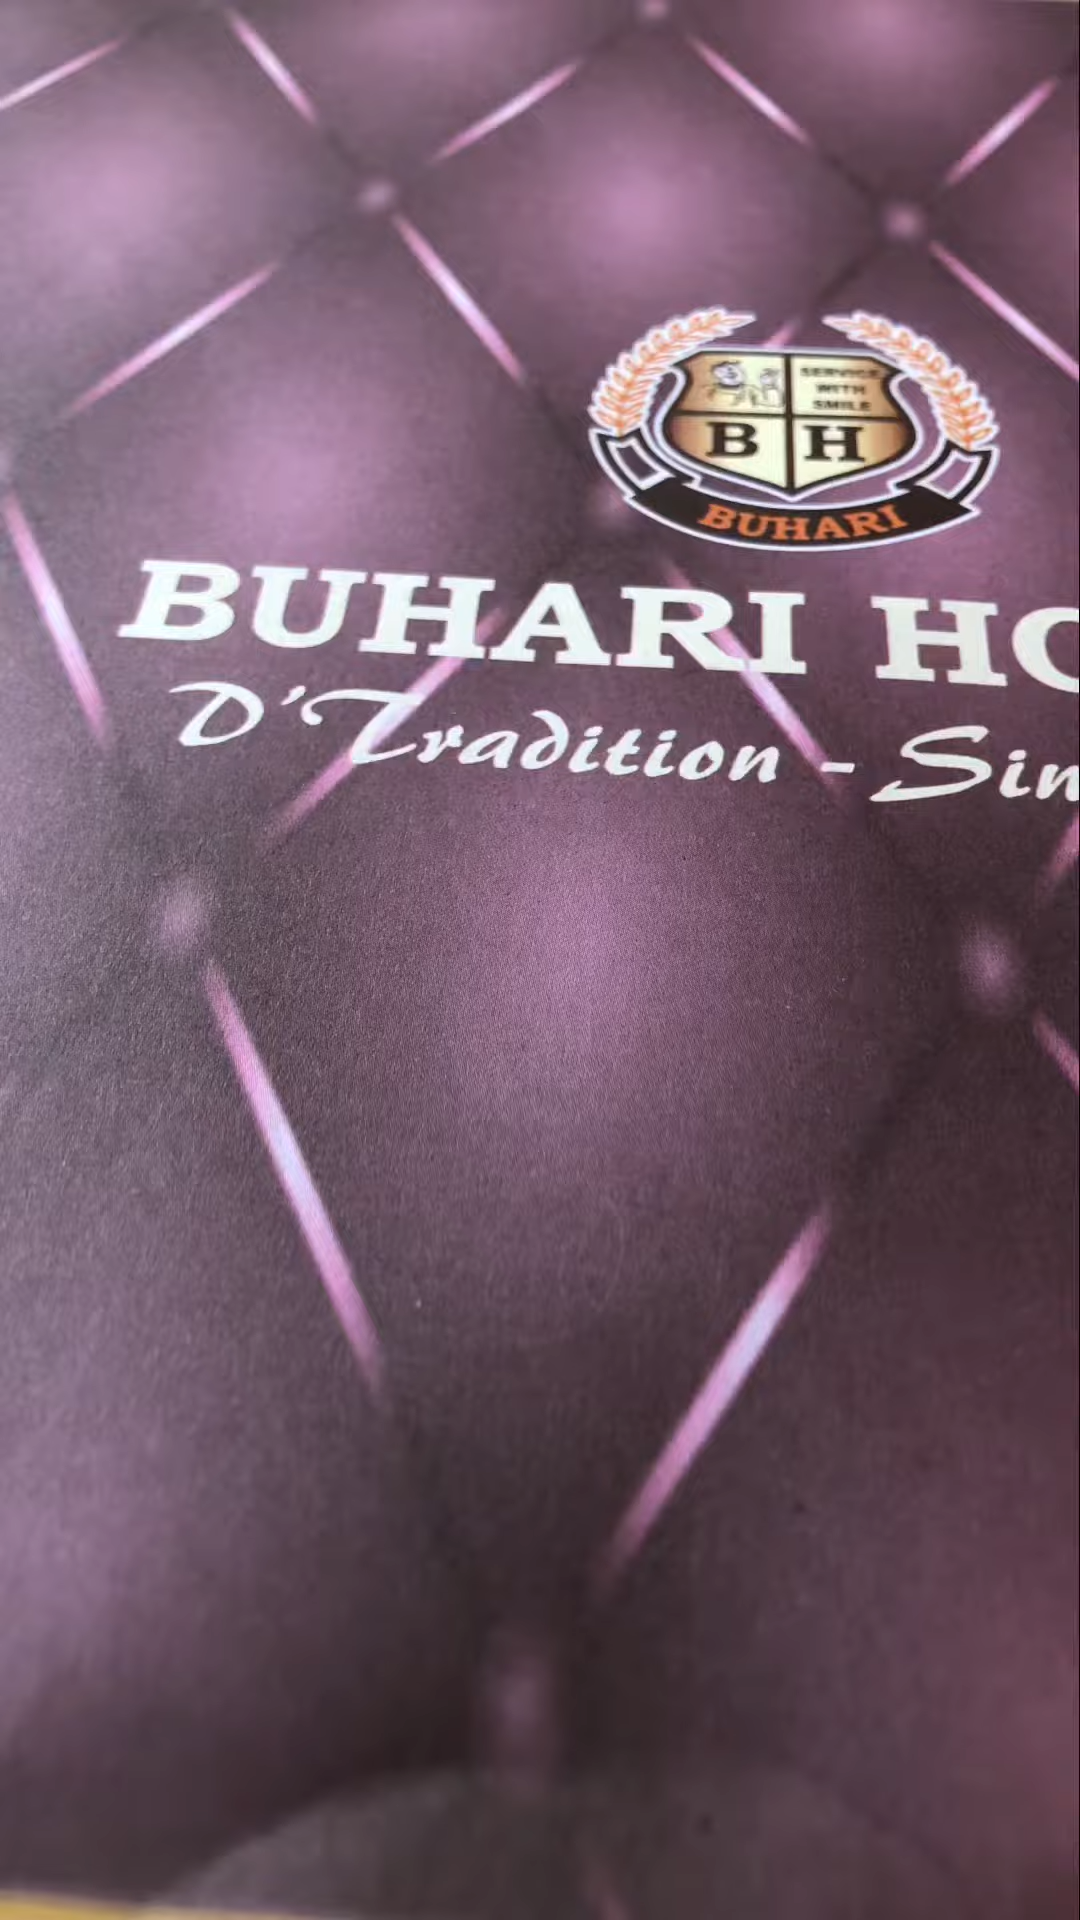 SERVICE
WITH
SMILE
B H
BUHARI
BUHARI HO
D'Tradition - Sin